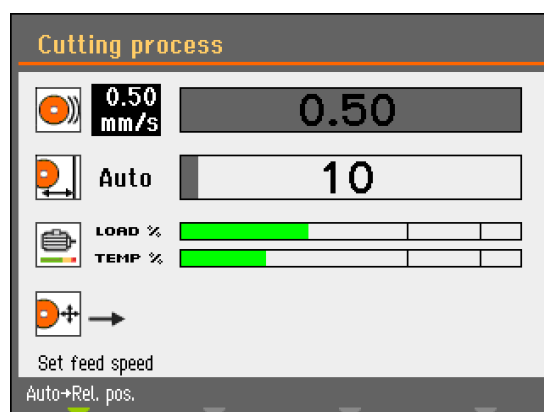 Cutting process
0.50 mm/s 0.50
Auto 10
LOAD %
TEMP %
Set feed speed
Auto→Rel. pos.